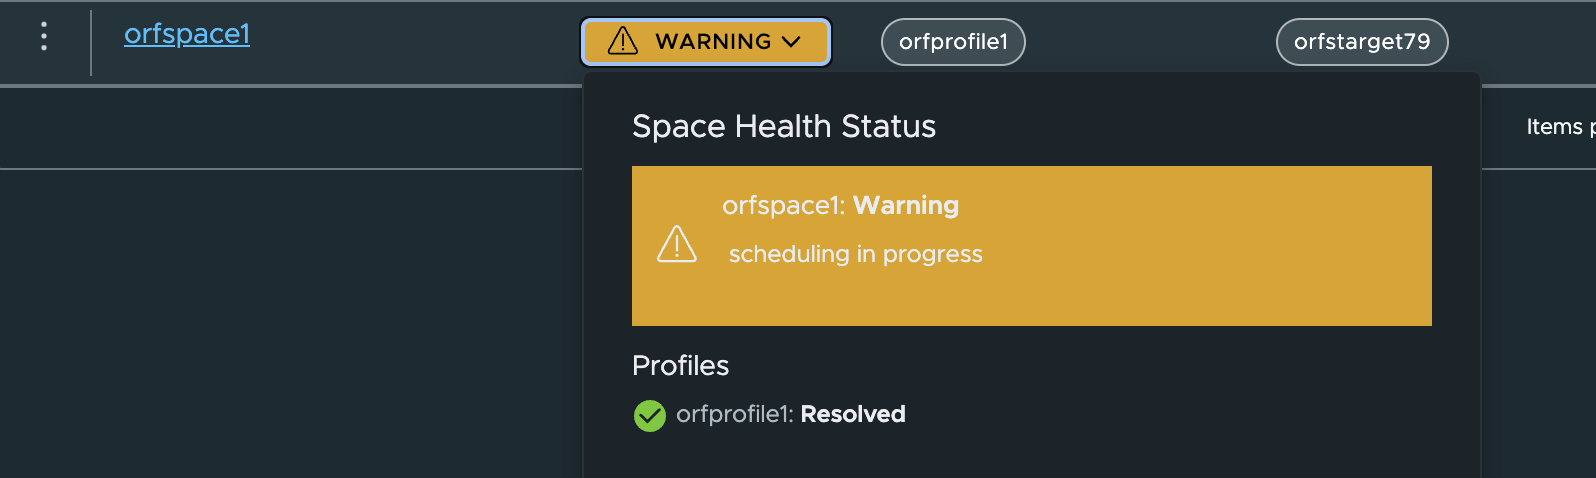 orfspace1
WARNING
orfprofile1
orfstarget79
Space Health Status
Items
orfspace1: Warning
scheduling in progress
Profiles
orfprofile1: Resolved